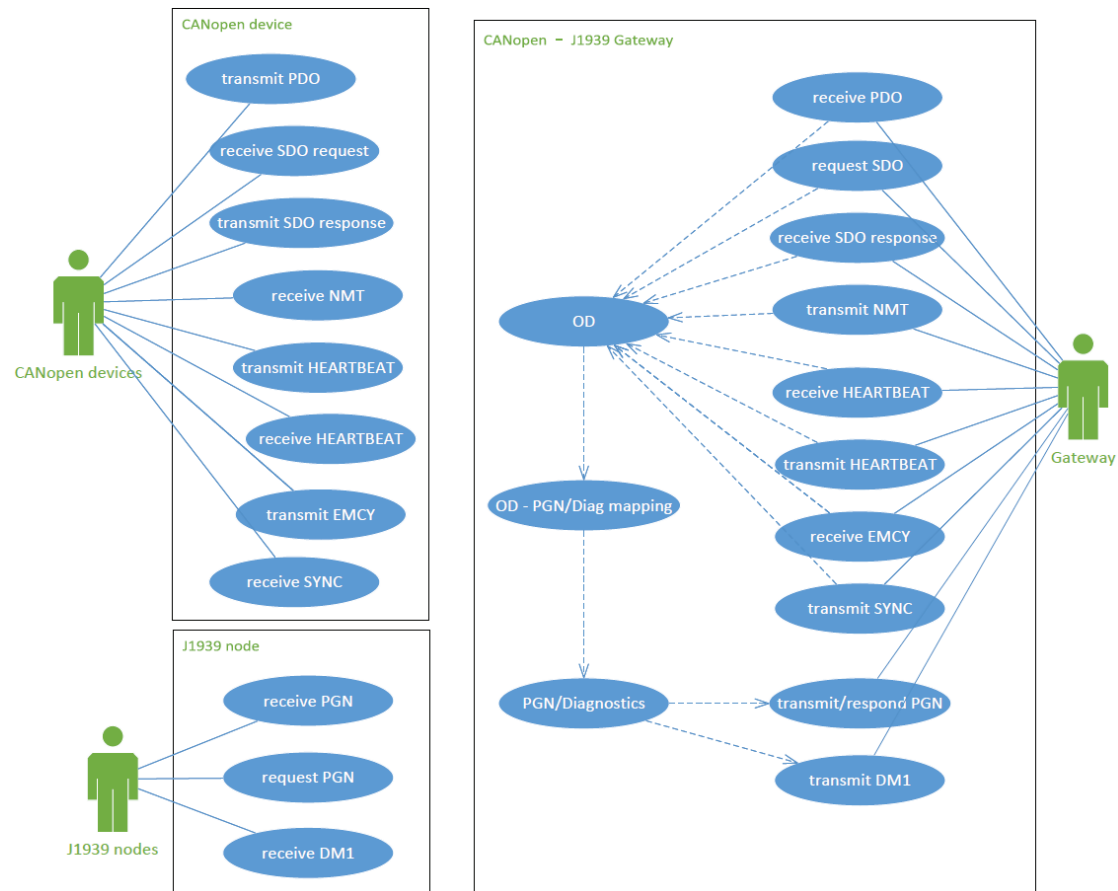 CANopen device
transmit PDO
receive SDO request
transmit SDO response
receive NMT
transmit HEARTBEAT
receive HEARTBEAT
transmit EMCY
receive SYNC
CANopen devices
J1939 node
receive PGN
request PGN
receive DM1
J1939 nodes
CANopen – J1939 Gateway
receive PDO
request SDO
receive SDO response
transmit NMT
receive HEARTBEAT
transmit HEARTBEAT
receive EMCY
transmit SYNC
transmit/respond PGN
transmit DM1
OD
OD - PGN/Diag mapping
PGN/Diagnostics
Gateway